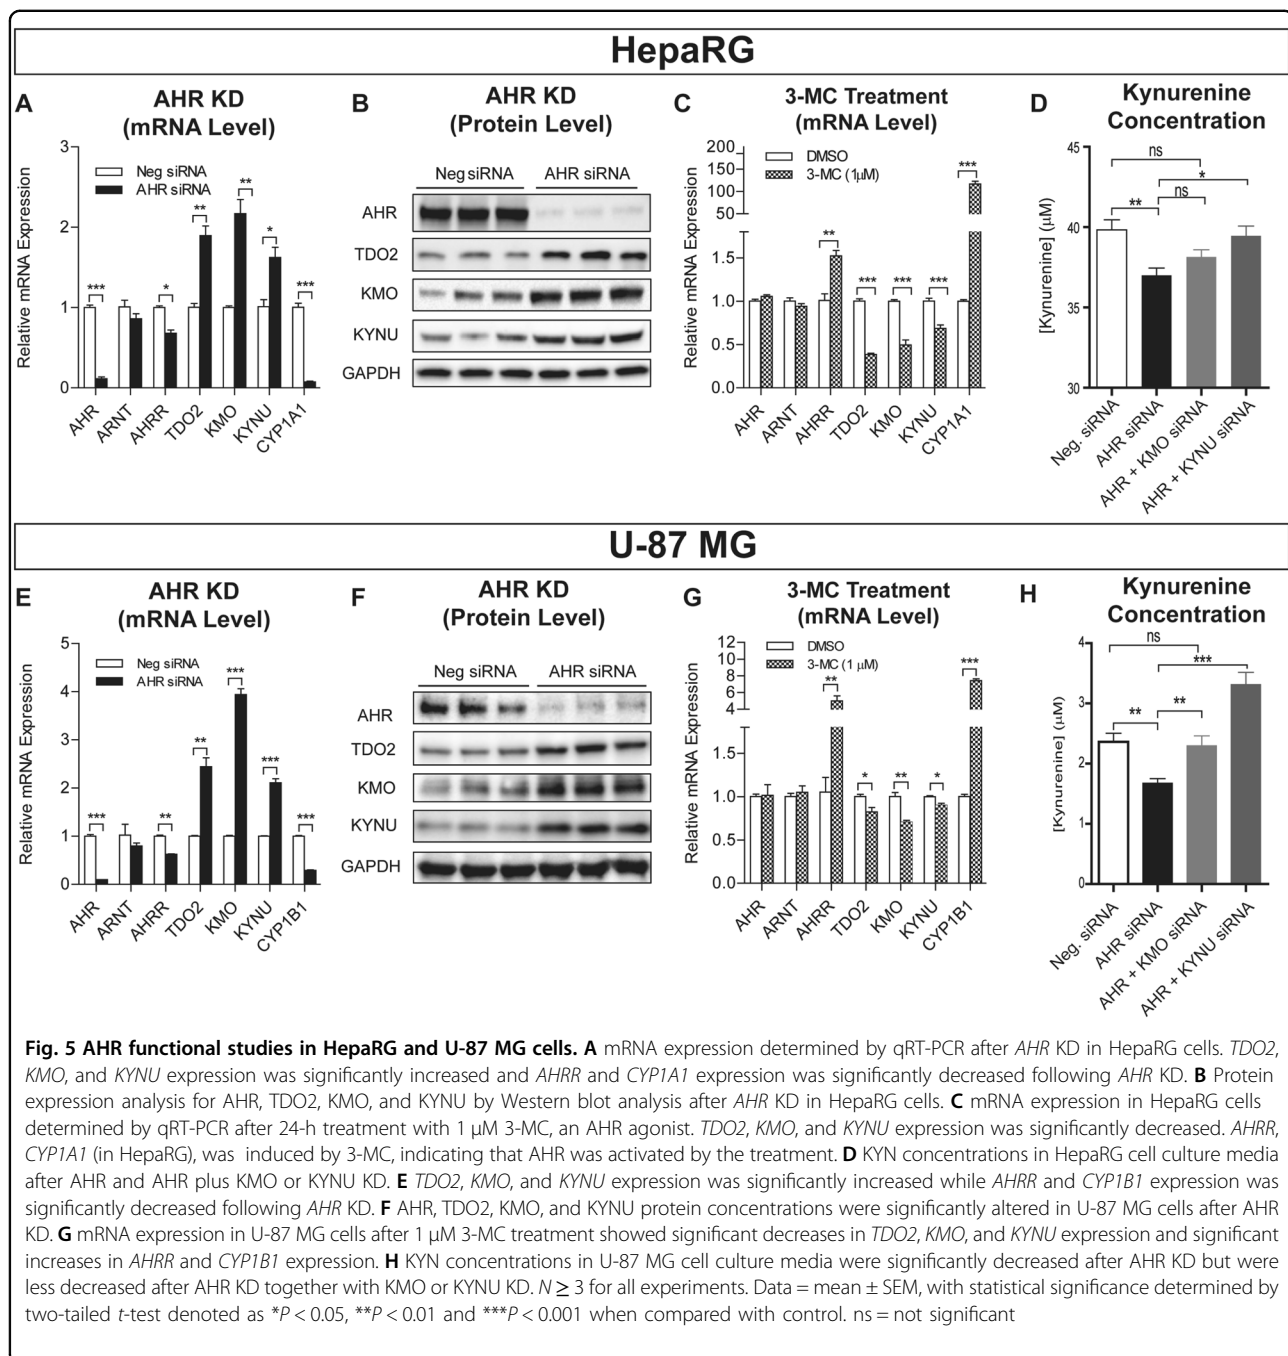 HepaRG
A
AHR KD
(mRNA Level)
Relative mRNA Expression
3
2
1
0
Neg siRNA
AHR siRNA
***
*
**
**
*
***
AHR
ARNT
AHRR
TDO2
KMO
KYNU
CYP1A1
B
AHR KD
(Protein Level)
Neg siRNA AHR siRNA
AHR
TDO2
KMO
KYNU
GAPDH
C
3-MC Treatment
(mRNA Level)
Relative mRNA Expression
200
150
100
50
1.5
1.0
0.5
0.0
DMSO
3-MC (1µM)
**
***
***
***
***
AHR
ARNT
AHRR
TDO2
KMO
KYNU
CYP1A1
D
Kynurenine
Concentration
[Kynurenine] (µM)
45
40
35
30
ns
*
ns
**
Neg. siRNA
AHR siRNA
AHR + KMO siRNA
AHR + KYNU siRNA
U-87 MG
E
AHR KD
(mRNA Level)
Relative mRNA Expression
5
4
3
2
1
0
Neg siRNA
AHR siRNA
***
**
**
***
***
***
AHR
ARNT
AHRR
TDO2
KMO
KYNU
CYP1B1
F
AHR KD
(Protein Level)
Neg siRNA AHR siRNA
AHR
TDO2
KMO
KYNU
GAPDH
G
3-MC Treatment
(mRNA Level)
Relative mRNA Expression
12
10
8
6
4
1.5
1.0
0.5
0.0
DMSO
3-MC (1 µM)
**
*
**
*
***
AHR
ARNT
AHRR
TDO2
KMO
KYNU
CYP1B1
H
Kynurenine
Concentration
[Kynurenine] (µM)
4
3
2
1
0
ns
***
**
**
Neg. siRNA
AHR siRNA
AHR + KMO siRNA
AHR + KYNU siRNA
Fig. 5 AHR functional studies in HepaRG and U-87 MG cells. A mRNA expression determined by qRT-PCR after AHR KD in HepaRG cells. TDO2,
KMO, and KYNU expression was significantly increased and AHRR and CYP1A1 expression was significantly decreased following AHR KD. B Protein
expression analysis for AHR, TDO2, KMO, and KYNU by Western blot analysis after AHR KD in HepaRG cells. C mRNA expression in HepaRG cells
determined by qRT-PCR after 24-h treatment with 1 µM 3-MC, an AHR agonist. TDO2, KMO, and KYNU expression was significantly decreased. AHRR,
CYP1A1 (in HepaRG), was induced by 3-MC, indicating that AHR was activated by the treatment. D KYN concentrations in HepaRG cell culture media
after AHR and AHR plus KMO or KYNU KD. E TDO2, KMO, and KYNU expression was significantly increased while AHRR and CYP1B1 expression was
significantly decreased following AHR KD. F AHR, TDO2, KMO, and KYNU protein concentrations were significantly altered in U-87 MG cells after AHR
KD. G mRNA expression in U-87 MG cells after 1 µM 3-MC treatment showed significant decreases in TDO2, KMO, and KYNU expression and significant
increases in AHRR and CYP1B1 expression. H KYN concentrations in U-87 MG cell culture media were significantly decreased after AHR KD but were
less decreased after AHR KD together with KMO or KYNU KD. N ≥ 3 for all experiments. Data = mean ± SEM, with statistical significance determined by
two-tailed t-test denoted as *P < 0.05, **P < 0.01 and ***P < 0.001 when compared with control. ns = not significant